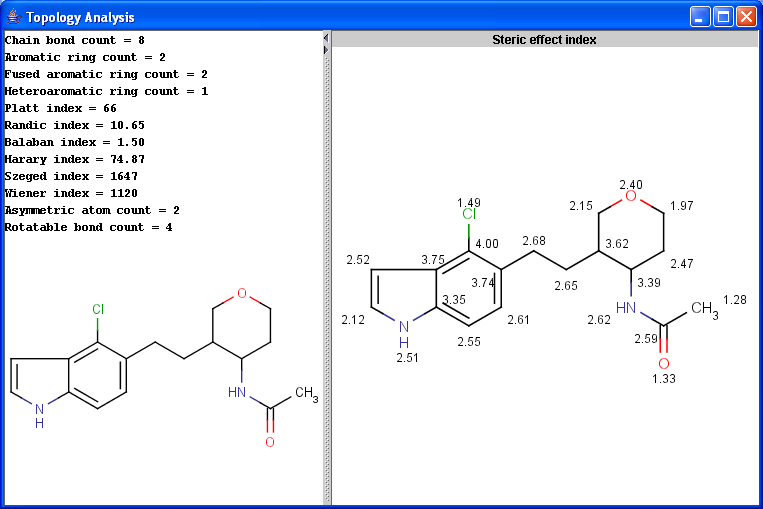 Topology Analysis
Chain bond count = 8
Aromatic ring count = 2
Fused aromatic ring count = 2
Heteroaromatic ring count = 1
Platt index = 66
Randic index = 10.65
Balaban index = 1.50
Harary index = 74.87
Szeged index = 1647
Wiener index = 1120
Asymmetric atom count = 2
Rotatable bond count = 4
O
Cl
N
H
HN
CH3
O
Steric effect index
2.40
O
1.49
Cl
2.15
1.97
4.00
2.68
3.62
2.52
3.75
2.47
3.74
2.65
3.39
3.35
HN
CH3
1.28
2.12
2.62
2.61
N
H
2.55
2.59
2.51
O
1.33